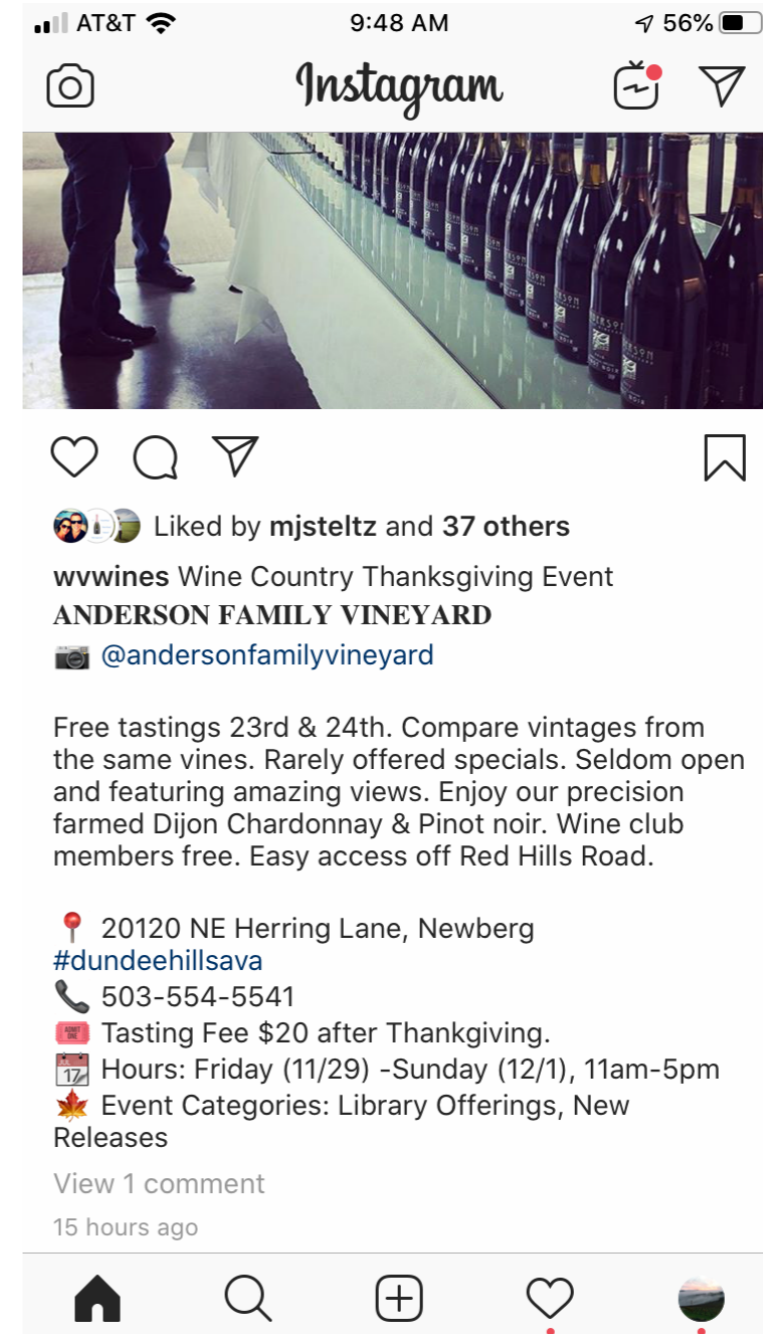 AT&T 9:48 AM 56%
Instagram
Liked by mjsteltz and 37 others
wvwines Wine Country Thanksgiving Event
𝐀𝐍𝐃𝐄𝐑𝐒𝐎𝐍 𝐅𝐀𝐌𝐈𝐋𝐘 𝐕𝐈𝐍𝐄𝐘𝐀𝐑𝐃
@andersonfamilyvineyard
Free tastings 23rd & 24th. Compare vintages from
the same vines. Rarely offered specials. Seldom open
and featuring amazing views. Enjoy our precision
farmed Dijon Chardonnay & Pinot noir. Wine club
members free. Easy access off Red Hills Road.
20120 NE Herring Lane, Newberg
#dundeehillsava
503-554-5541
Tasting Fee $20 after Thankgiving.
Hours: Friday (11/29) -Sunday (12/1), 11am-5pm
Event Categories: Library Offerings, New
Releases
View 1 comment
15 hours ago